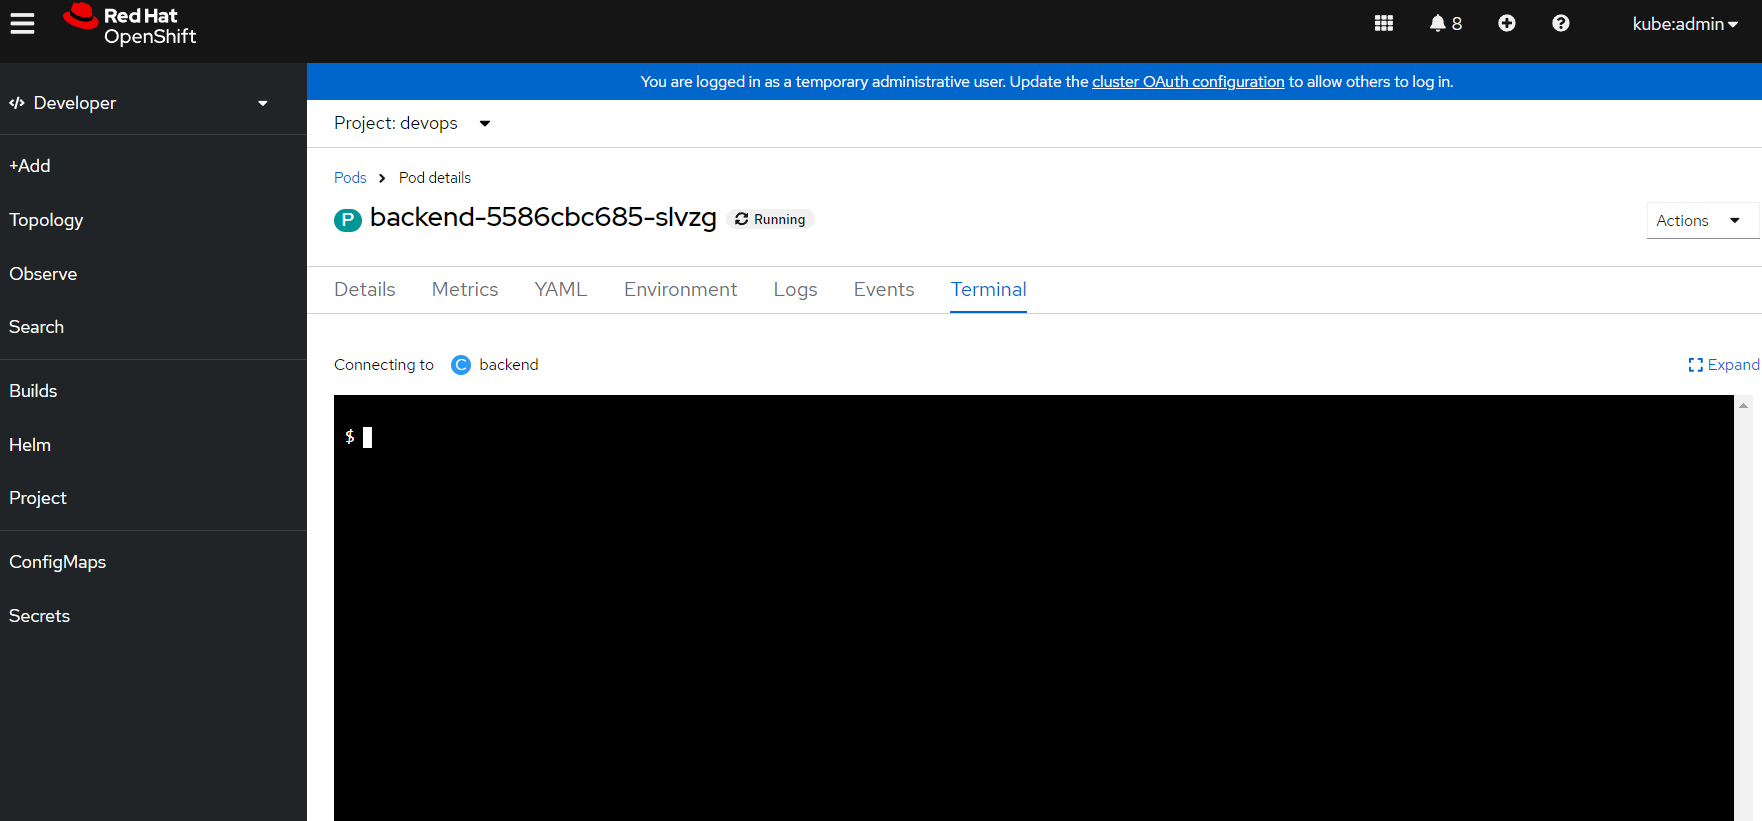 Red Hat
OpenShift
8
kube:admin
Developer
You are logged in as a temporary administrative user. Update the cluster OAuth configuration to allow others to log in.
Project: devops
+Add
Topology
Observe
Search
Builds
Helm
Project
ConfigMaps
Secrets
Pods Pod details
P backend-5586cbc685-slvzg Running
Actions
Details Metrics YAML Environment Logs Events Terminal
Connecting to C backend
Expand
$